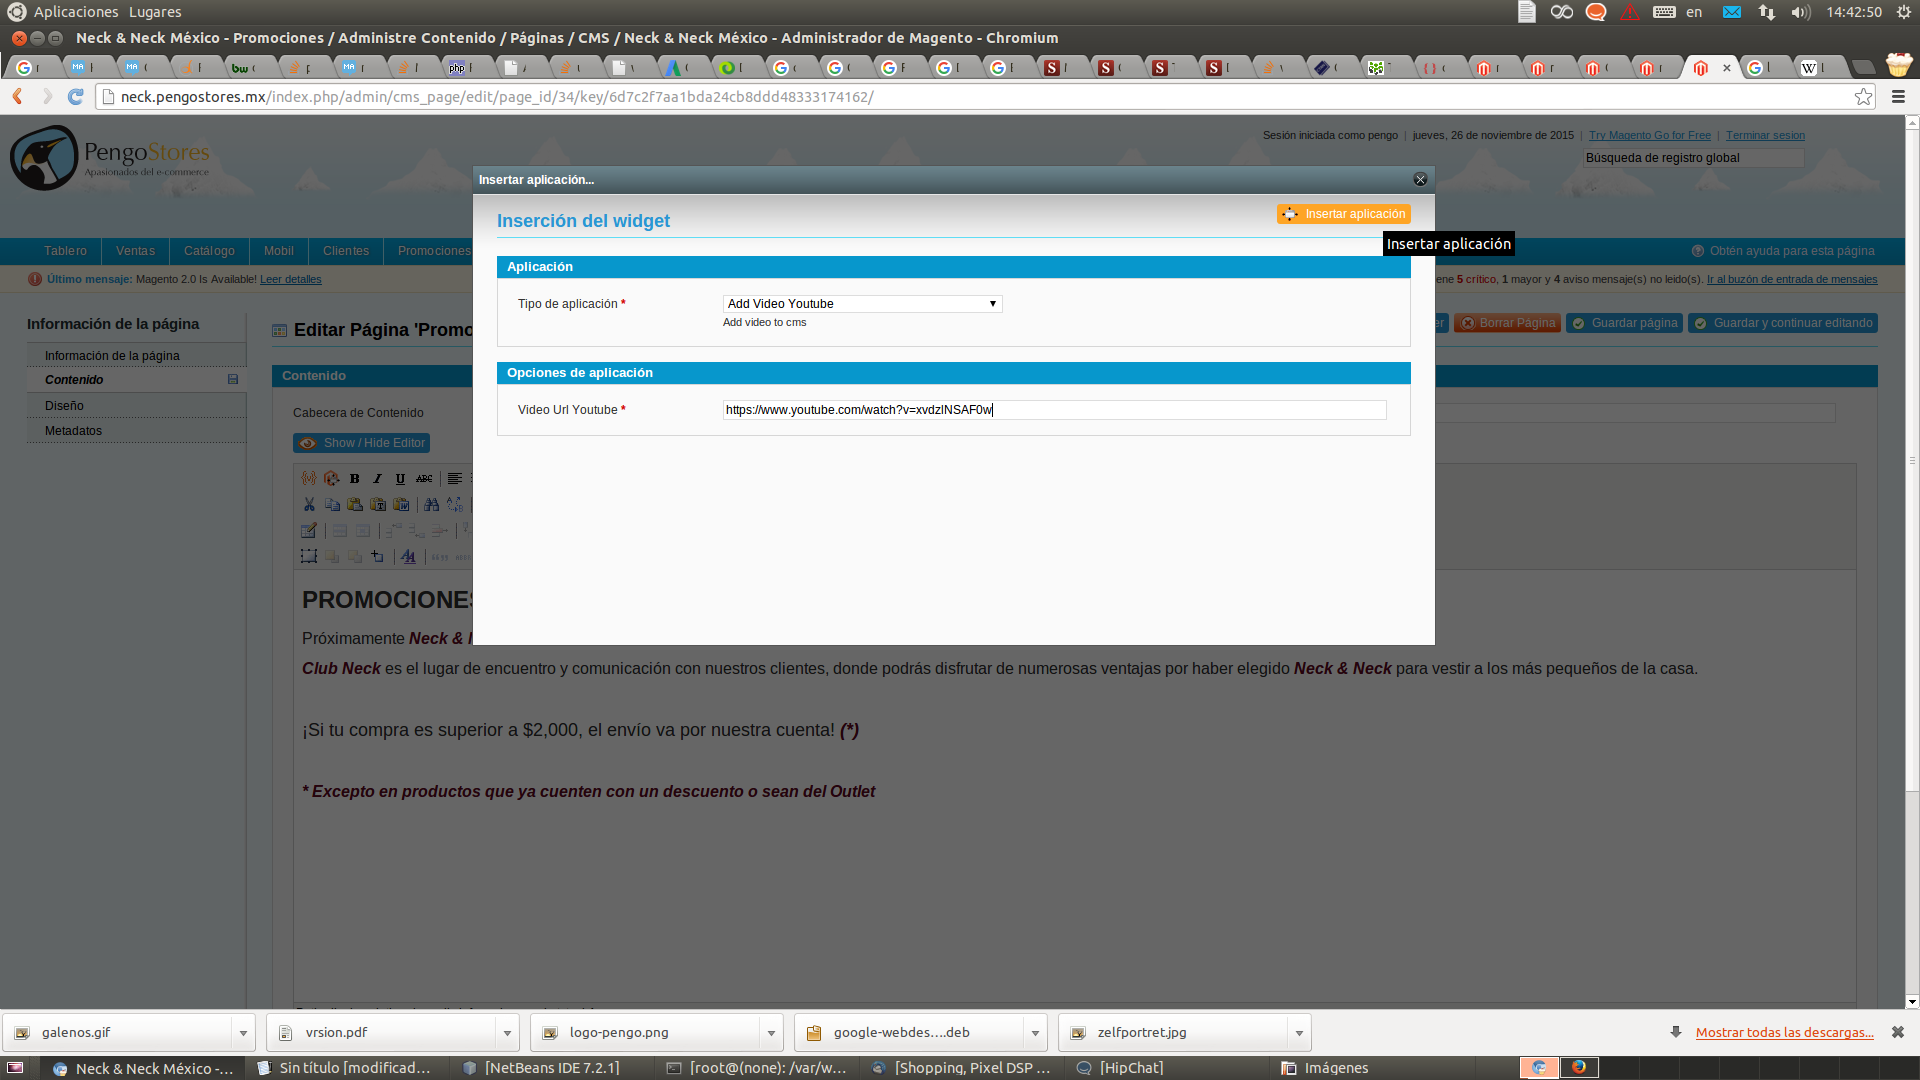 Aplicaciones Lugares
en 14:42:50
Neck & Neck México - Promociones / Administre Contenido / Páginas / CMS / Neck & Neck México - Administrador de Magento - Chromium
neck.pengostores.mx/index.php/admin/cms_page/edit/page_id/34/key/6d7c2f7aa1bda24cb8ddd48333174162/
PengoStores
Apasionados del e-commerce
Sesión iniciada como pengo | jueves, 26 de noviembre de 2015 | Try Magento Go for Free | Terminar sesion
Búsqueda de registro global
Insertar aplicación...
Inserción del widget
Insertar aplicación
Insertar aplicación
Tablero Ventas Catálogo Mobil Clientes Promociones
Obtén ayuda para esta página
Último mensaje: Magento 2.0 Is Available! Leer detalles
ene 5 crítico, 1 mayor y 4 aviso mensaje(s) no leido(s). Ir al buzón de entrada de mensajes
Aplicación
Tipo de aplicación *
Add Video Youtube
Add video to cms
Opciones de aplicación
Video Url Youtube *
https://www.youtube.com/watch?v=xvdzlNSAF0w
Información de la página
Información de la página
Contenido
Diseño
Metadatos
Editar Página 'Promo
er Borrar Página Guardar página Guardar y continuar editando
Contenido
Cabecera de Contenido
Show / Hide Editor
PROMOCIONES
Próximamente Neck &
Club Neck es el lugar de encuentro y comunicación con nuestros clientes, donde podrás disfrutar de numerosas ventajas por haber elegido Neck & Neck para vestir a los más pequeños de la casa.
¡Si tu compra es superior a $2,000, el envío va por nuestra cuenta! (*)
* Excepto en productos que ya cuenten con un descuento o sean del Outlet
galenos.gif
vrsion.pdf
logo-pengo.png
google-webdes....deb
zelfportret.jpg
Mostrar todas las descargas...
Neck & Neck México -...
Sin título [modificad...
[NetBeans IDE 7.2.1]
[root@(none): /var/w...
[Shopping, Pixel DSP ...
[HipChat]
Imágenes